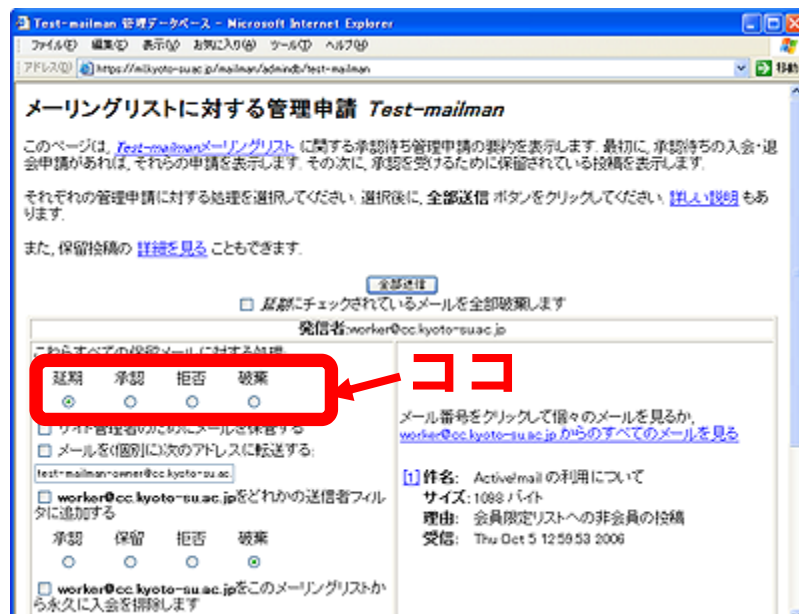 Test-mailman 管理データベース - Microsoft Internet Explorer
ファイル(F) 編集(E) 表示(V) お気に入り(A) ツール(T) ヘルプ(H)
アドレス(D) 移動
メーリングリストに対する管理申請 Test-mailman
このページは, Test-mailmanメーリングリスト に関する承認待ち管理申請の要約を表示します. 最初に, 承認待ちの入会・退
会申請があれば, それらの申請を表示します. その次に, 承認を受けるために保留されている投稿を表示します.
それぞれの管理申請に対する処理を選択してください. 選択後に, 全部送信 ボタンをクリックしてください. 詳しい説明 もあ
ります.
また, 保留投稿の 詳細を見る こともできます.
全部送信
延期にチェックされているメールを全部破棄します
発信者:worker@cc.kyoto-su.ac.jp
これらすべての保留メールに対する処理:
延期 承認 拒否 破棄
ココ
サイト管理者のためにメールを保管する
メールを(個別に)次のアドレスに転送する:
test-mailman-owner@cc.kyoto-su.ac.
worker@cc.kyoto-su.ac.jpをどれかの送信者フィル
タに追加する
承認 保留 拒否 破棄
worker@cc.kyoto-su.ac.jpをこのメーリングリストか
ら永久に入会を排除します
メール番号をクリックして個々のメールを見るか,
worker@cc.kyoto-su.ac.jp からのすべてのメールを見る
[1] 件名: Active!mail の利用について
サイズ: 1098 バイト
理由: 会員限定リストへの非会員の投稿
受信: Thu Oct 5 12:59:53 2006